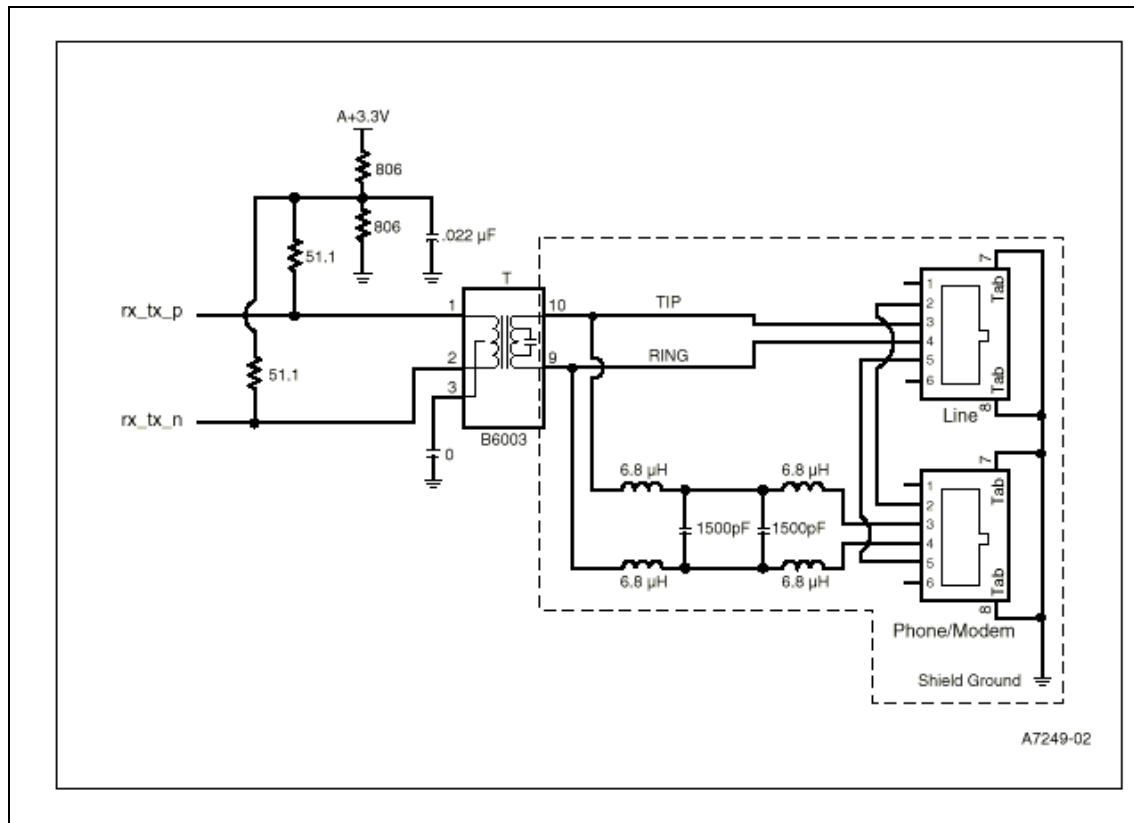 A+3.3V
806
806
.022 µF
51.1
T
rx_tx_p
1
10
TIP
2
9
RING
51.1
3
rx_tx_n
B6003
0
7
Tab
1
2
3
4
5
6
Tab
8
Line
6.8 µH
6.8 µH
1500pF
1500pF
6.8 µH
6.8 µH
7
Tab
1
2
3
4
5
6
Tab
8
Phone/Modem
Shield Ground
A7249-02